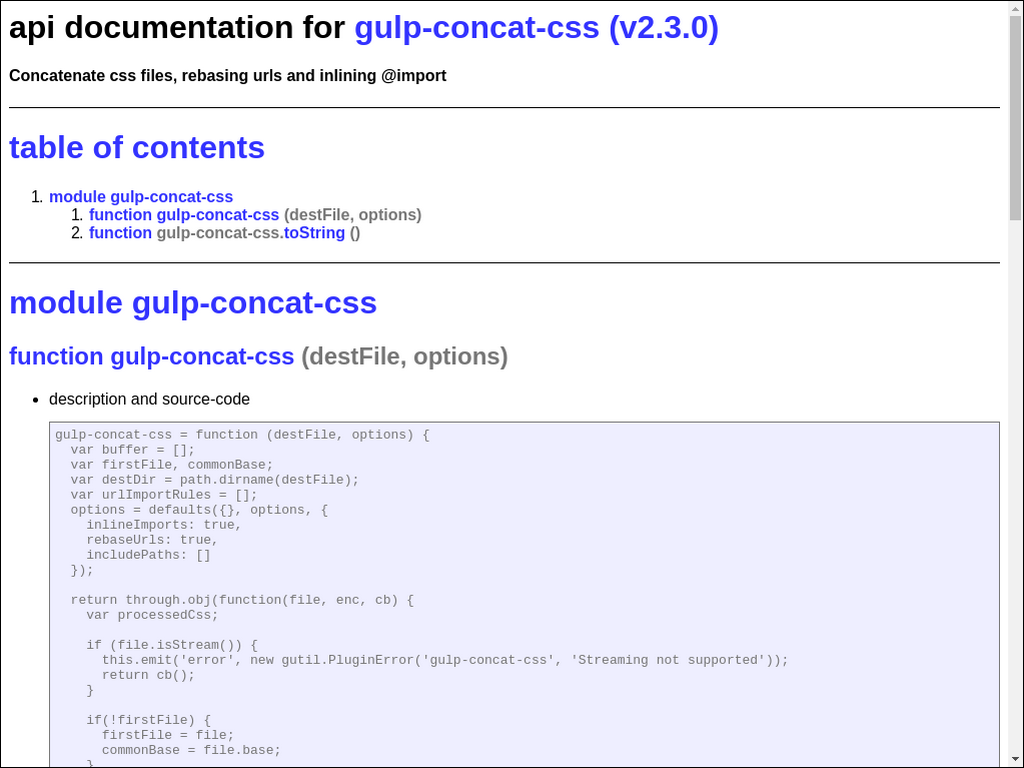 api documentation for gulp-concat-css (v2.3.0)
Concatenate css files, rebasing urls and inlining @import
table of contents
1. module gulp-concat-css
1. function gulp-concat-css (destFile, options)
2. function gulp-concat-css.toString ()
module gulp-concat-css
function gulp-concat-css (destFile, options)
• description and source-code
gulp-concat-css = function (destFile, options) {
  var buffer = [];
  var firstFile, commonBase;
  var destDir = path.dirname(destFile);
  var urlImportRules = [];
  options = defaults({}, options, {
    inlineImports: true,
    rebaseUrls: true,
    includePaths: []
  });

  return through.obj(function(file, enc, cb) {
    var processedCss;

    if (file.isStream()) {
      this.emit('error', new gutil.PluginError('gulp-concat-css', 'Streaming not supported'));
      return cb();
    }

    if(!firstFile) {
      firstFile = file;
      commonBase = file.base;
    }